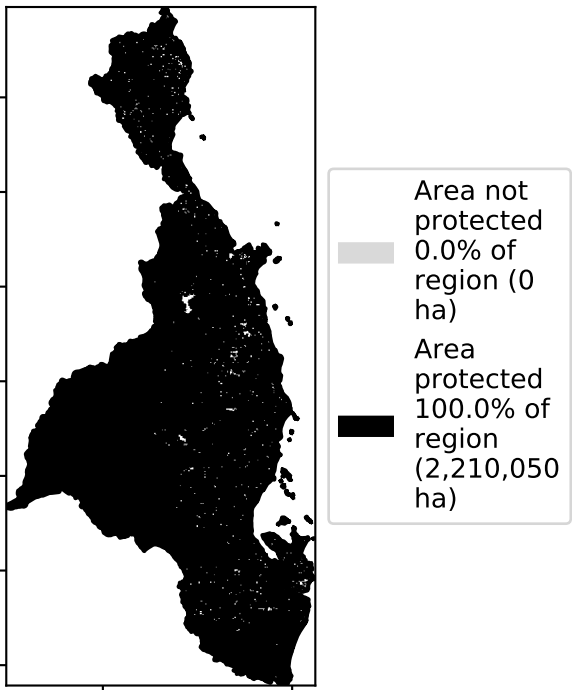 Area not
protected
0.0% of
region (0
ha)
Area
protected
100.0% of
region
(2,210,050
ha)